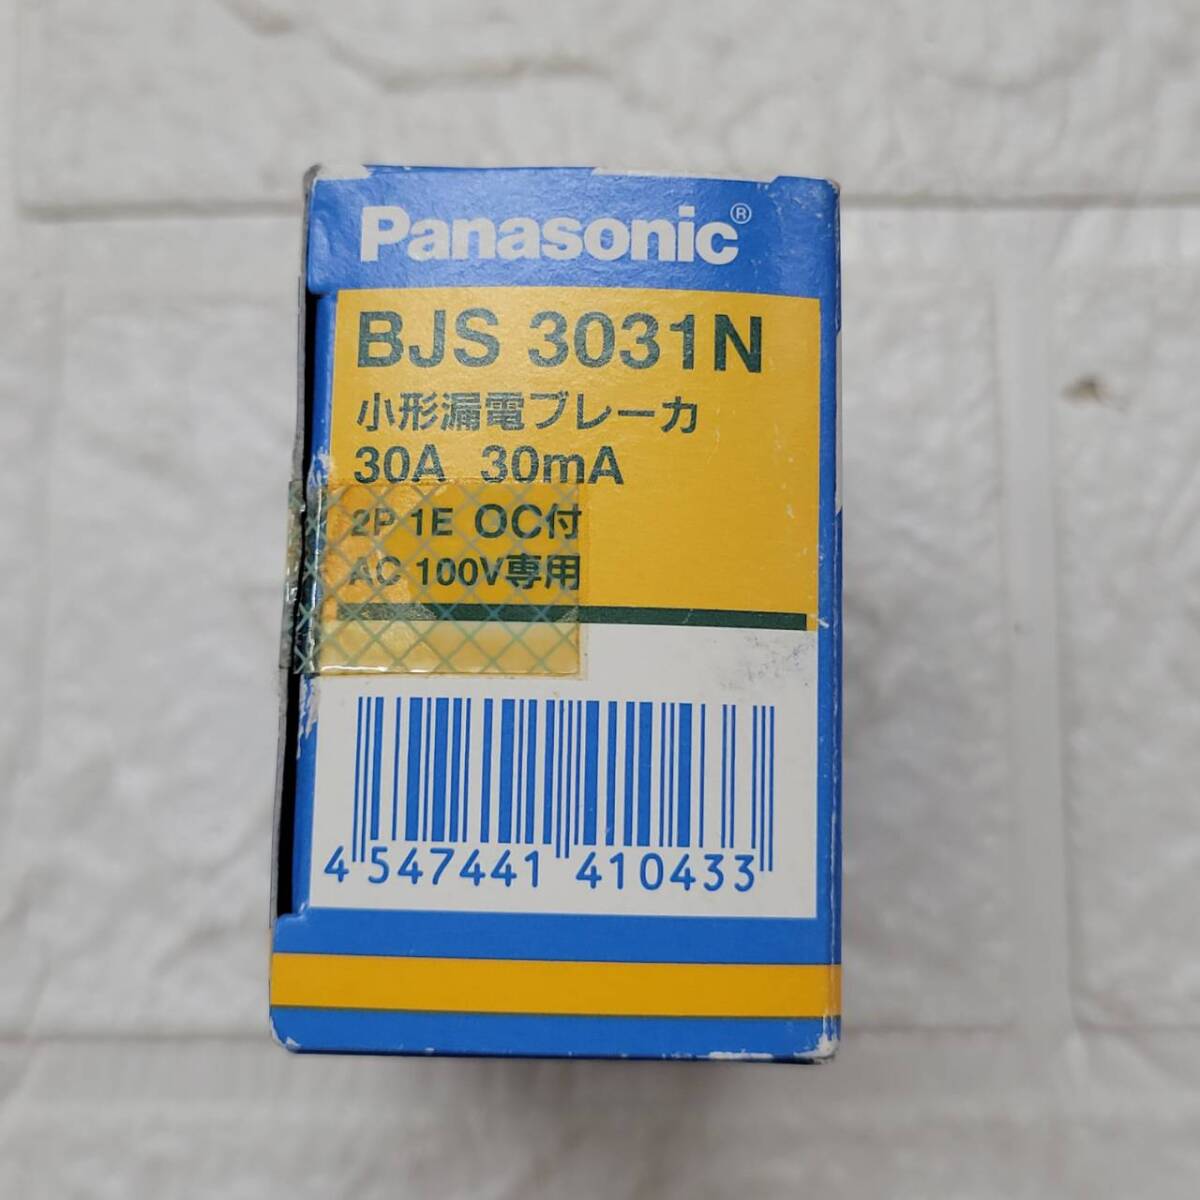 Panasonic®
BJS 3031N
小形漏電ブレーカ
30A 30mA
2P 1E OC付
AC 100V専用
4 547441 410433